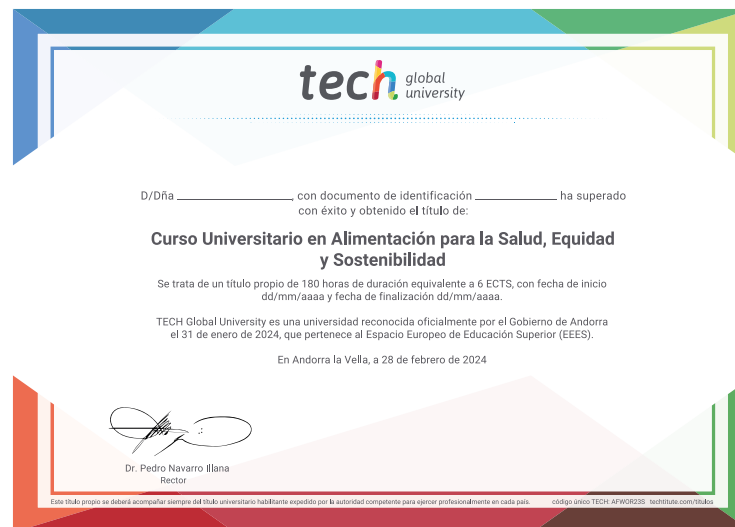 tech global university
D/Dña ____________, con documento de identificación ____________ ha superado
con éxito y obtenido el título de:
Curso Universitario en Alimentación para la Salud, Equidad
y Sostenibilidad
Se trata de un título propio de 180 horas de duración equivalente a 6 ECTS, con fecha de inicio
dd/mm/aaaa y fecha de finalización dd/mm/aaaa.
TECH Global University es una universidad reconocida oficialmente por el Gobierno de Andorra
el 31 de enero de 2024, que pertenece al Espacio Europeo de Educación Superior (EEES).
En Andorra la Vella, a 28 de febrero de 2024
Dr. Pedro Navarro Illana
Rector
Este título propio se deberá acompañar siempre del título universitario habilitante expedido por la autoridad competente para ejercer profesionalmente en cada país. código único TECH: AFWOR23S techtitute.com/titulos